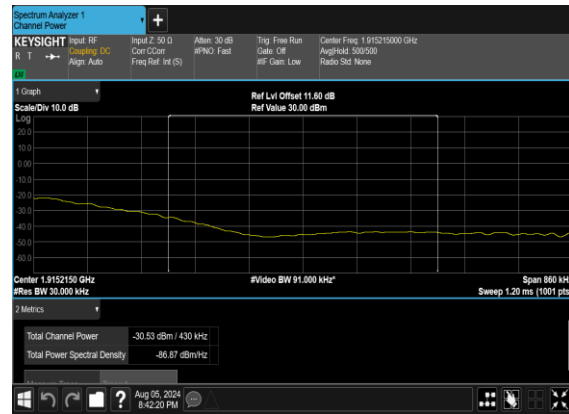 Spectrum Analyzer 1
Channel Power
+
KEYSIGHT Input: RF Input Z: 50 Ω Atten: 30 dB Trig: Free Run Center Freq: 1.915215000 GHz
R T Coupling: DC Corr CCorr #PNO: Fast Gate: Off Avg|Hold: 500/500
Align: Auto Freq Ref: Int (S) #IF Gain: Low Radio Std: None
1 Graph Ref Lvl Offset 11.60 dB
Scale/Div 10.0 dB Ref Value 30.00 dBm
Log
20.0
10.0
0.00
-10.0
-20.0
-30.0
-40.0
-50.0
-60.0
Center 1.9152150 GHz #Video BW 91.000 kHz* Span 860 kH
#Res BW 30.000 kHz Sweep 1.20 ms (1001 pts
2 Metrics
Total Channel Power -30.53 dBm / 430 kHz
Total Power Spectral Density -86.87 dBm/Hz
?
Aug 05, 2024
8:42:20 PM